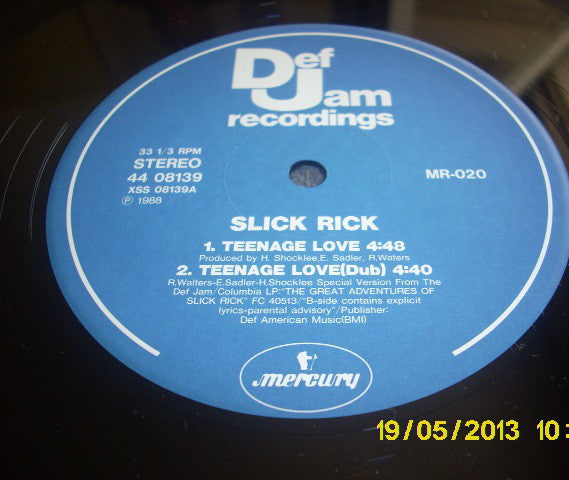 Def
Jam
recordings
33 1/3 RPM
STEREO
44 08139
XSS 08139A
Ⓟ 1988
MR-020
SLICK RICK
1. TEENAGE LOVE 4:48
Produced by H. Shocklee,E. Sadler, R.Waters
2. TEENAGE LOVE(Dub) 4:40
R.Walters-E.Sadler-H.Shocklee Special Version From The
Def Jam/Columbia LP:"THE GREAT ADVENTURES OF
SLICK RICK" FC 40513/"B-side contains explicit
lyrics-parental advisory"/Publisher:
Def American Music(BMI)
mercury
19/05/2013 10: